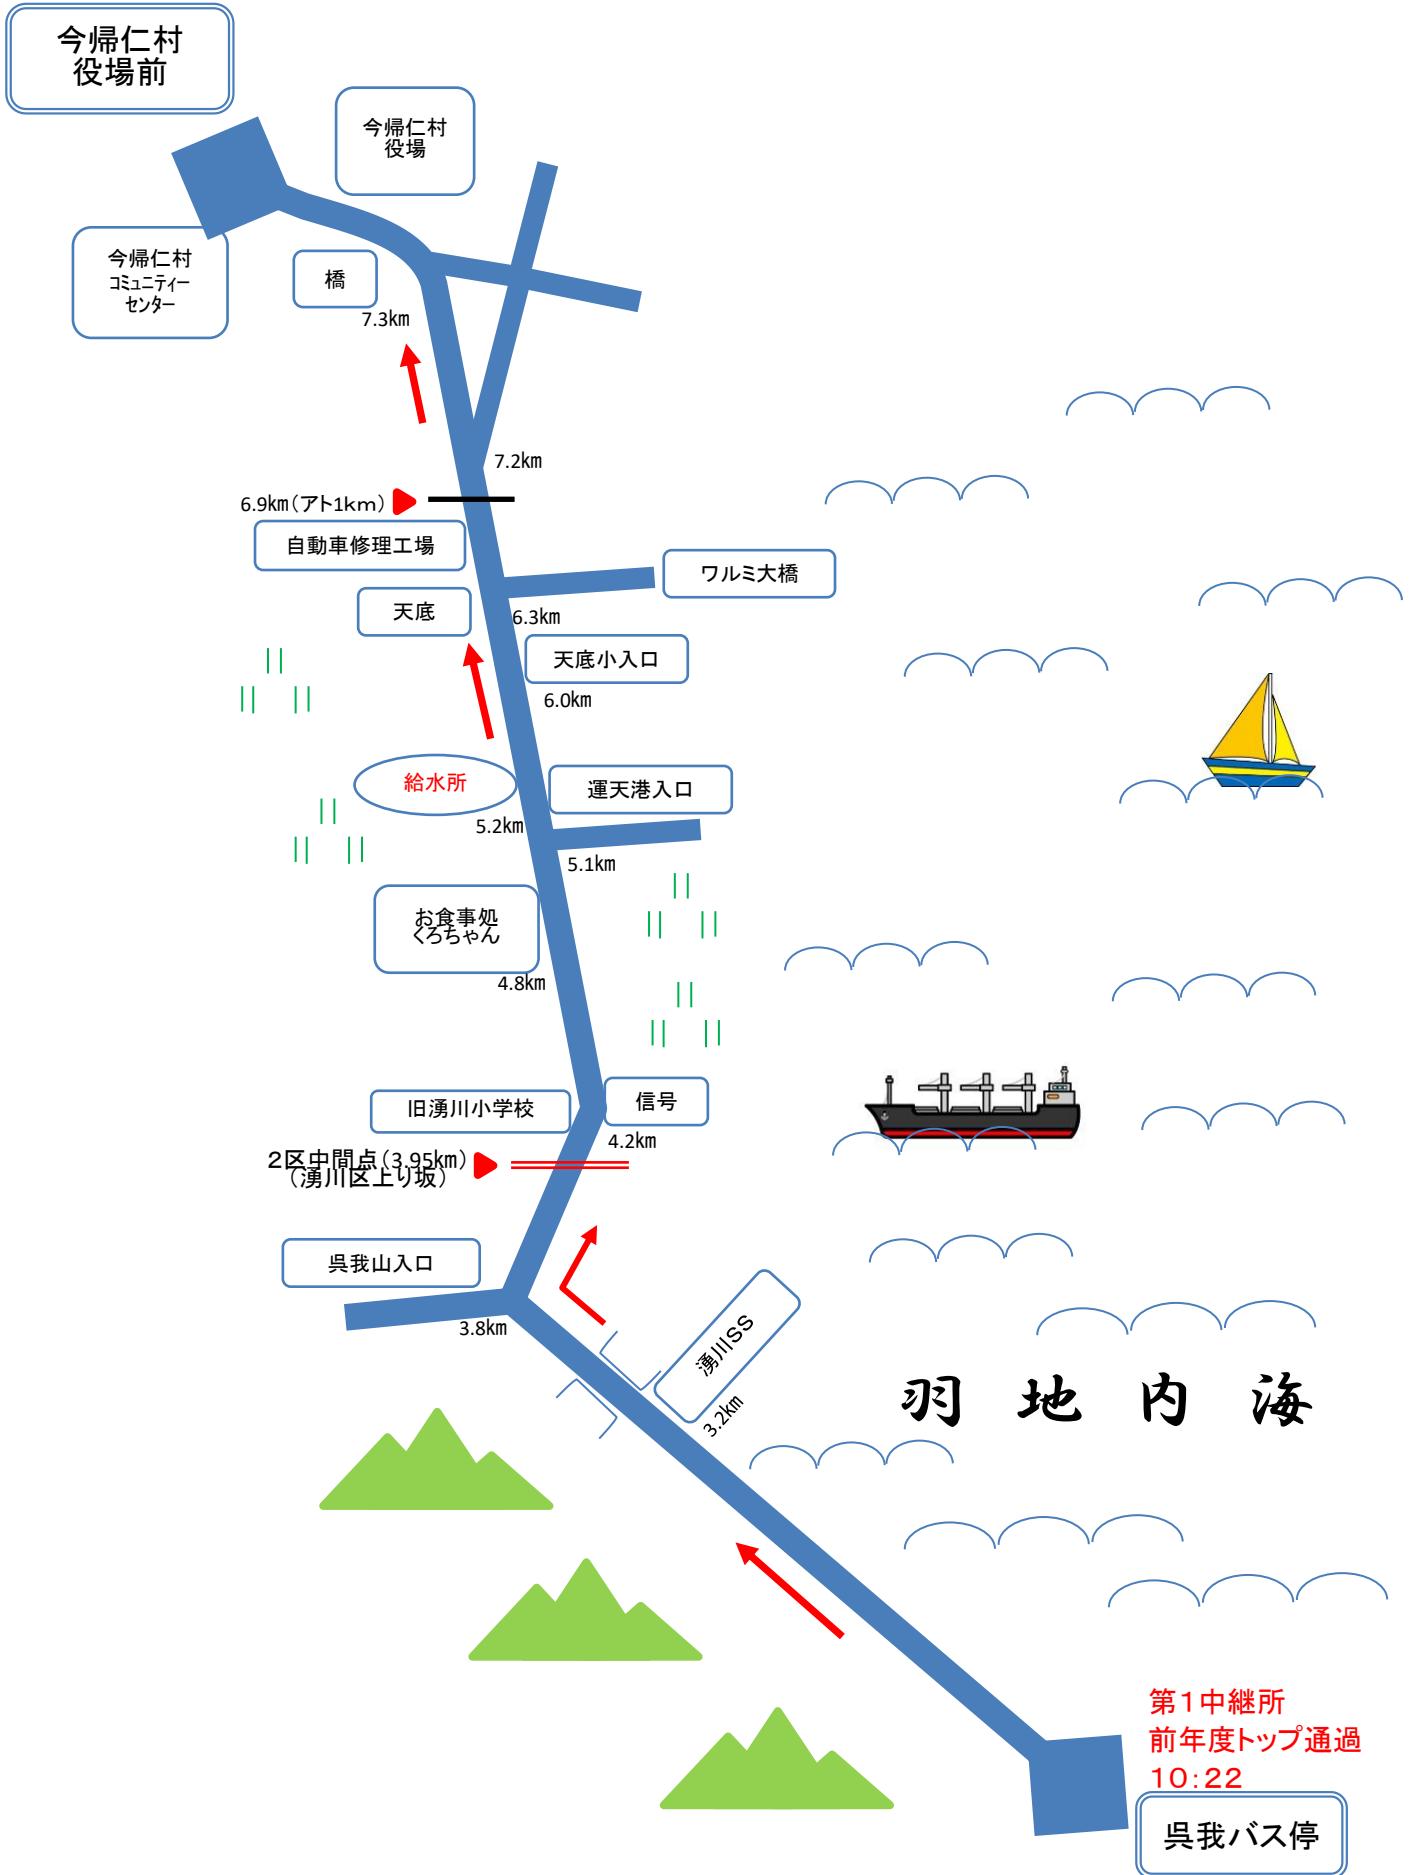 今帰仁村
役場前
今帰仁村
役場
今帰仁村
コミュニティー
センター
橋
7.3km
7.2km
6.9km(アト1km)
自動車修理工場
ワルミ大橋
天底
6.3km
天底小入口
6.0km
給水所
運天港入口
5.2km
5.1km
お食事処
くろちゃん
4.8km
旧湧川小学校
信号
4.2km
2区中間点(3.95km)
(湧川区上り坂)
呉我山入口
3.8km
湧川SS
3.2km
羽地内海
第1中継所
前年度トップ通過
10:22
呉我バス停